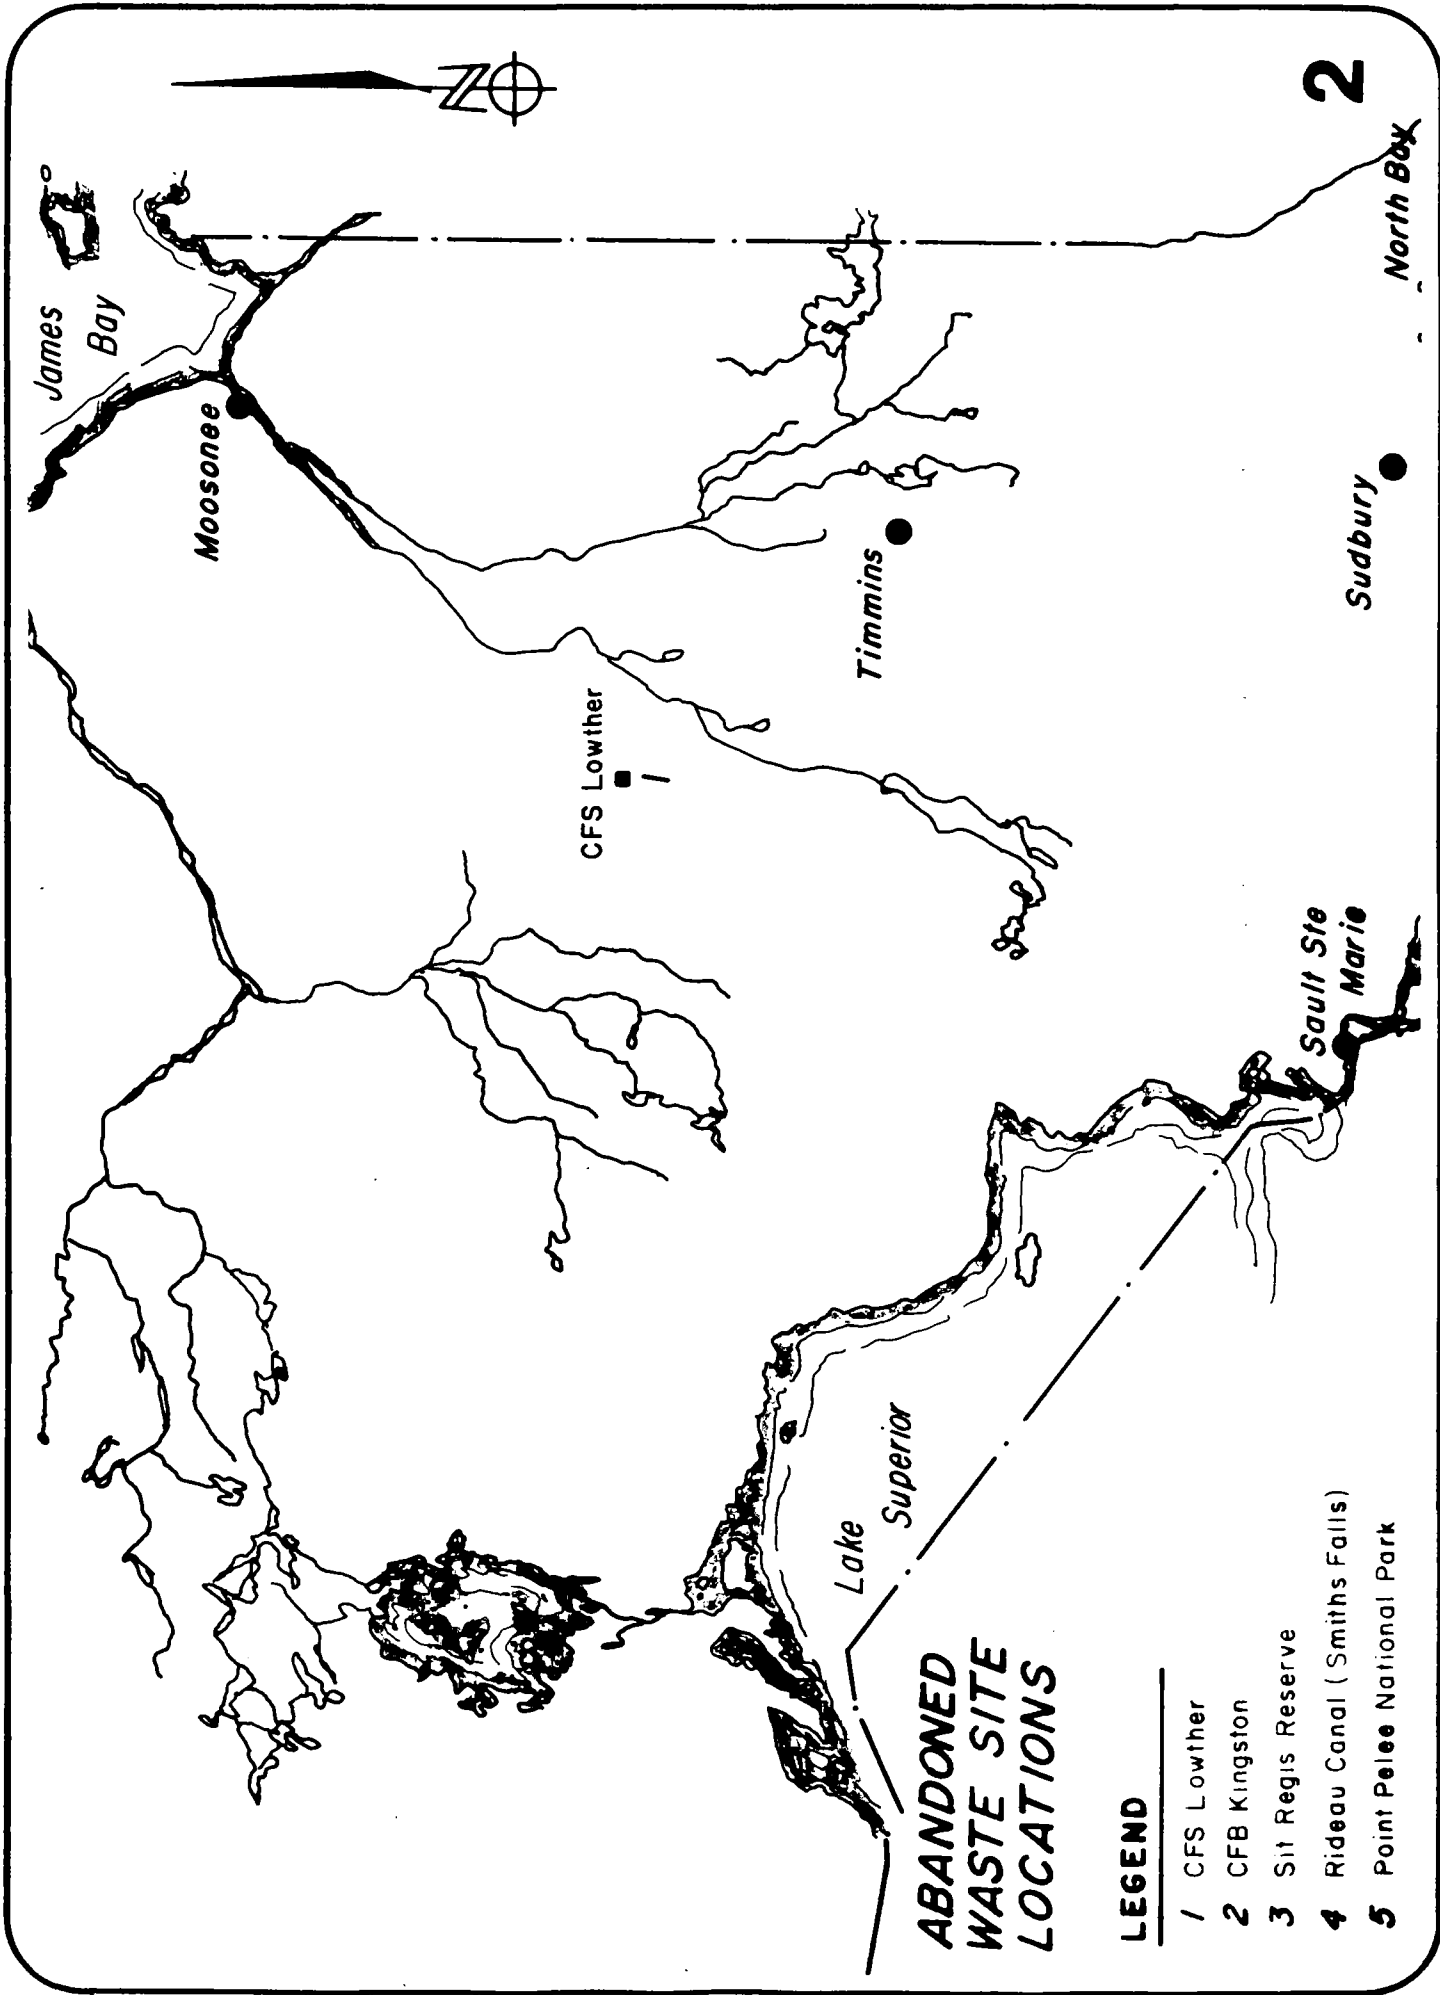 James
Bay
N
Moosonee
CFS Lowther
1
Timmins
Lake
Superior
Sault Ste
Marie
Sudbury
North Bay
ABANDONED
WASTE SITE
LOCATIONS
LEGEND
1 CFS Lowther
2 CFB Kingston
3 Sit Regis Reserve
4 Rideau Canal (Smiths Falls)
5 Point Pelee National Park
2